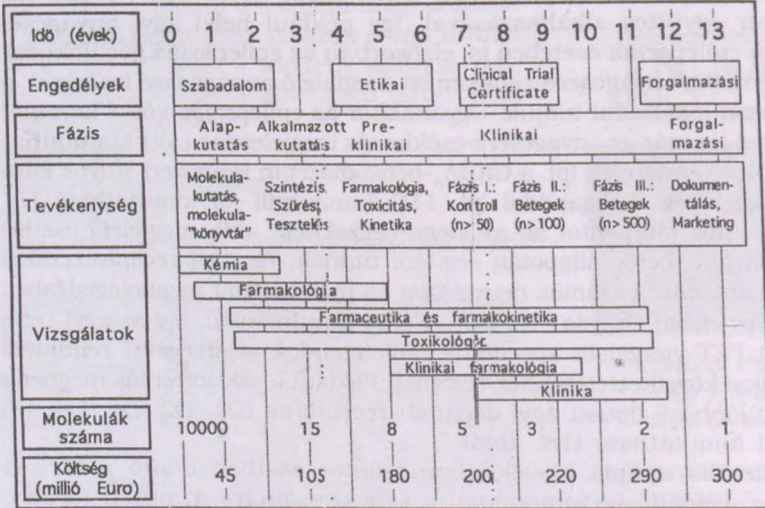 Idő (évek) 0 1 2 3 4 5 6 7 8 9 10 11 12 13
Engedélyek Szabadalom Etikai Clinical Trial Certificate Forgalmazási
Fázis Alap-kutatás Alkalmazott kutatás Pre-klinikai Klinikai Forgal-mazási
Tevékenység
Molekula-
kutatás,
molekula-
"könyvtár"
Szintézis,
Szűrés,
Tesztelés
Farmakológia,
Toxicitás,
Kinetika
Fázis I.:
Kontroll
(n> 50)
Fázis II.:
Betegek
(n> 100)
Fázis III.:
Betegek
(n> 500)
Dokumen-
tálás,
Marketing
Vizsgálatok
Kémia
Farmakológia
Farmaceutika és farmakokinetika
Toxikológia
Klinikai farmakológia
Klinika
Molekulák
száma
10000 15 8 5 3 2 1
Költség
(millió Euro)
45 105 180 200 220 290 300